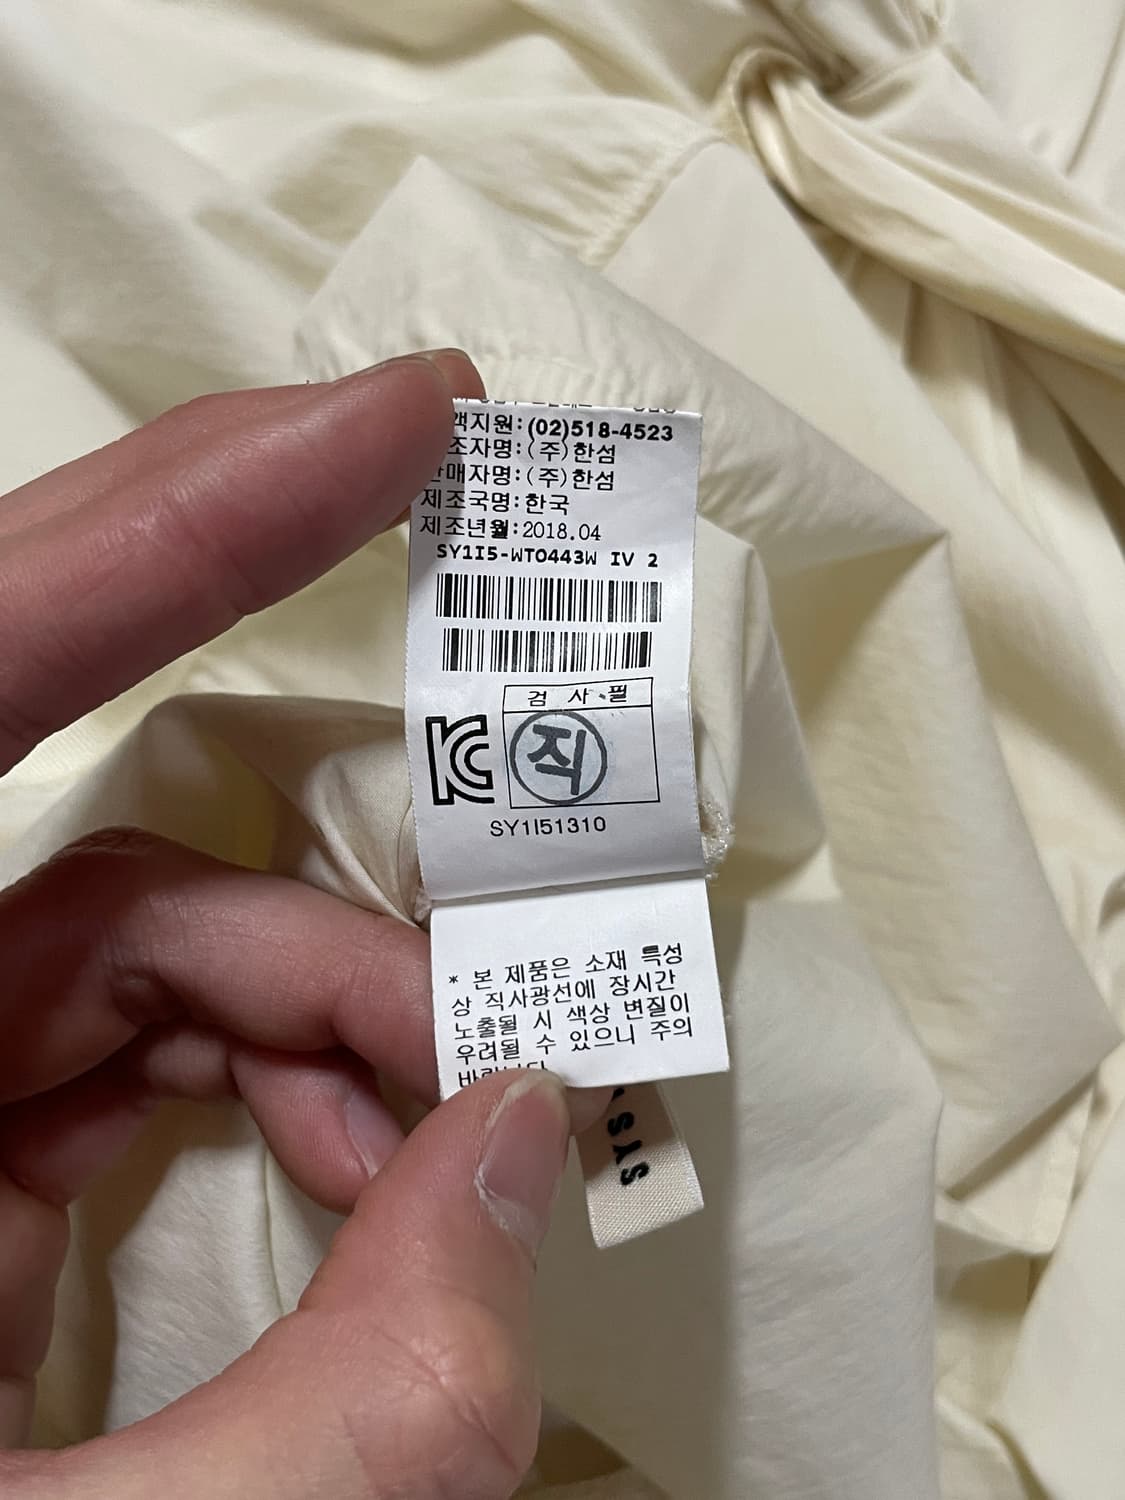 객지원:(02)518-4523
조자명:(주)한섬
판매자명:(주)한섬
제조국명:한국
제조년월:2018.04
SY1I5-WTO443W IV 2
검 사 필
KC
직
SY1I51310
* 본 제품은 소재 특성
상 직사광선에 장시간
노출될 시 색상 변질이
우려될 수 있으니 주의
SYS